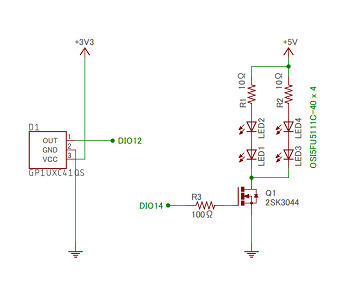 +3V3
+5V
10Ω
R1
10Ω
R2
LED2
LED4
LED1
LED3
OSI5FU5111C-40 x 4
D1
OUT
GND
VCC
1
2
3
GP1UXC41QS
DIO12
DIO14
R3
100Ω
Q1
2SK3044